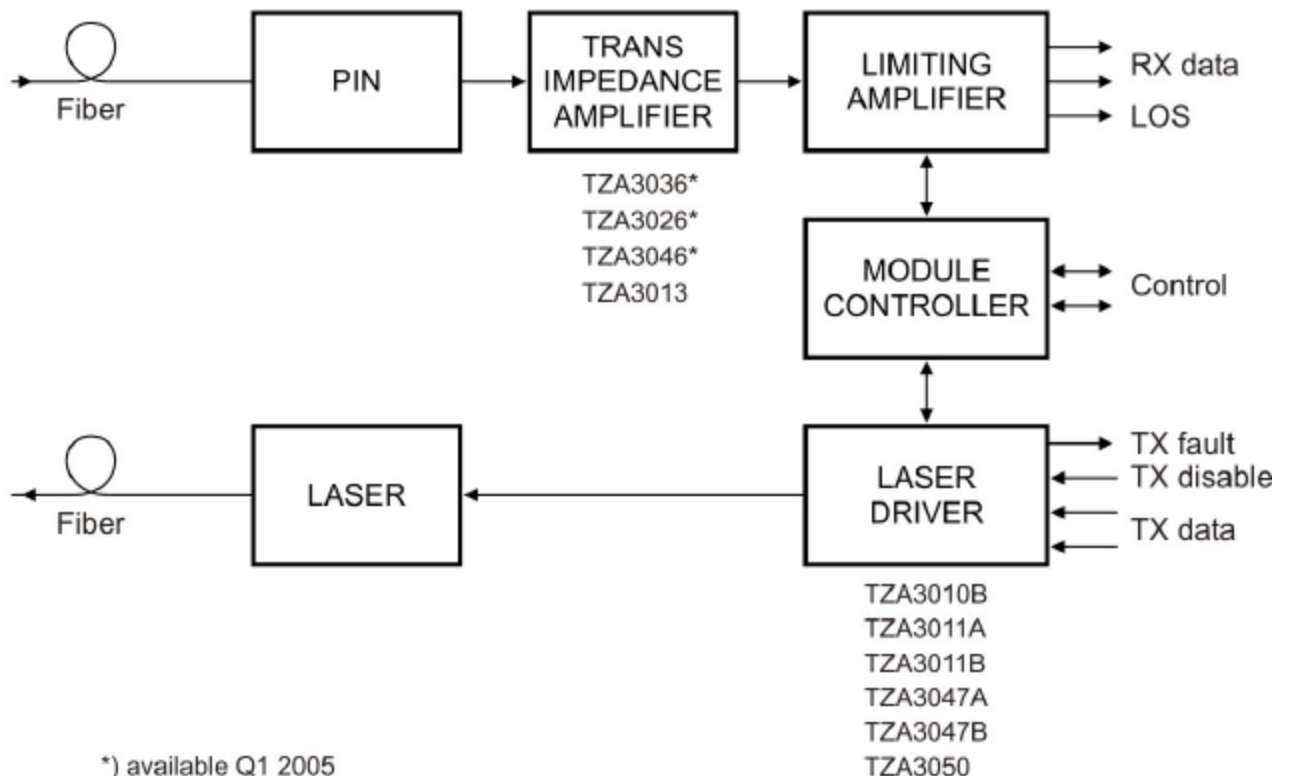 Fiber
PIN
TRANS
IMPEDANCE
AMPLIFIER
LIMITING
AMPLIFIER
RX data
LOS
TZA3036*
TZA3026*
TZA3046*
TZA3013
MODULE
CONTROLLER
Control
Fiber
LASER
LASER
DRIVER
TX fault
TX disable
TX data
TZA3010B
TZA3011A
TZA3011B
TZA3047A
TZA3047B
TZA3050
*) available Q1 2005